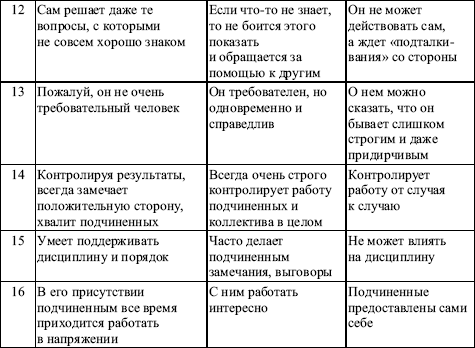 12
Сам решает даже те
вопросы, с которыми
не совсем хорошо знаком
Если что-то не знает,
то не боится этого
показать
и обращается за
помощью к другим
Он не может
действовать сам,
а ждет «подталки-
вания» со стороны
13
Пожалуй, он не очень
требовательный человек
Он требователен, но
одновременно и
справедлив
О нем можно
сказать, что он
бывает слишком
строгим и даже
придирчивым
14
Контролируя результаты,
всегда замечает
положительную сторону,
хвалит подчиненных
Всегда очень строго
контролирует работу
подчиненных и
коллектива в целом
Контролирует
работу от случая
к случаю
15
Умеет поддерживать
дисциплину и порядок
Часто делает
подчиненным
замечания, выговоры
Не может влиять
на дисциплину
16
В его присутствии
подчиненным все время
приходится работать
в напряжении
С ним работать
интересно
Подчиненные
предоставлены сами
себе